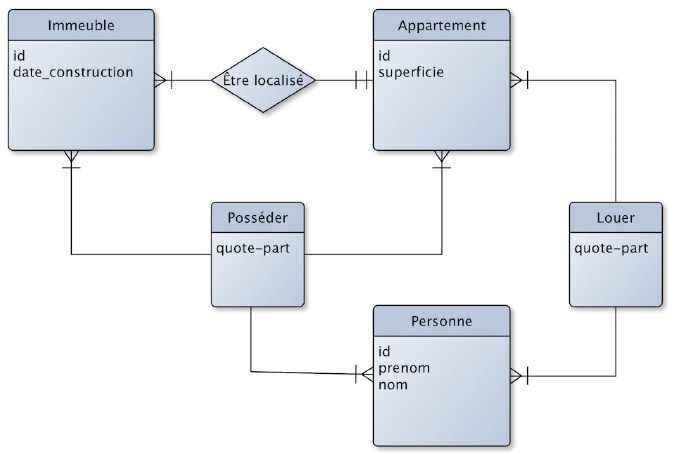 Immeuble
id
date_construction
Être localisé
Appartement
id
superficie
Posséder
quote-part
Louer
quote-part
Personne
id
prenom
nom